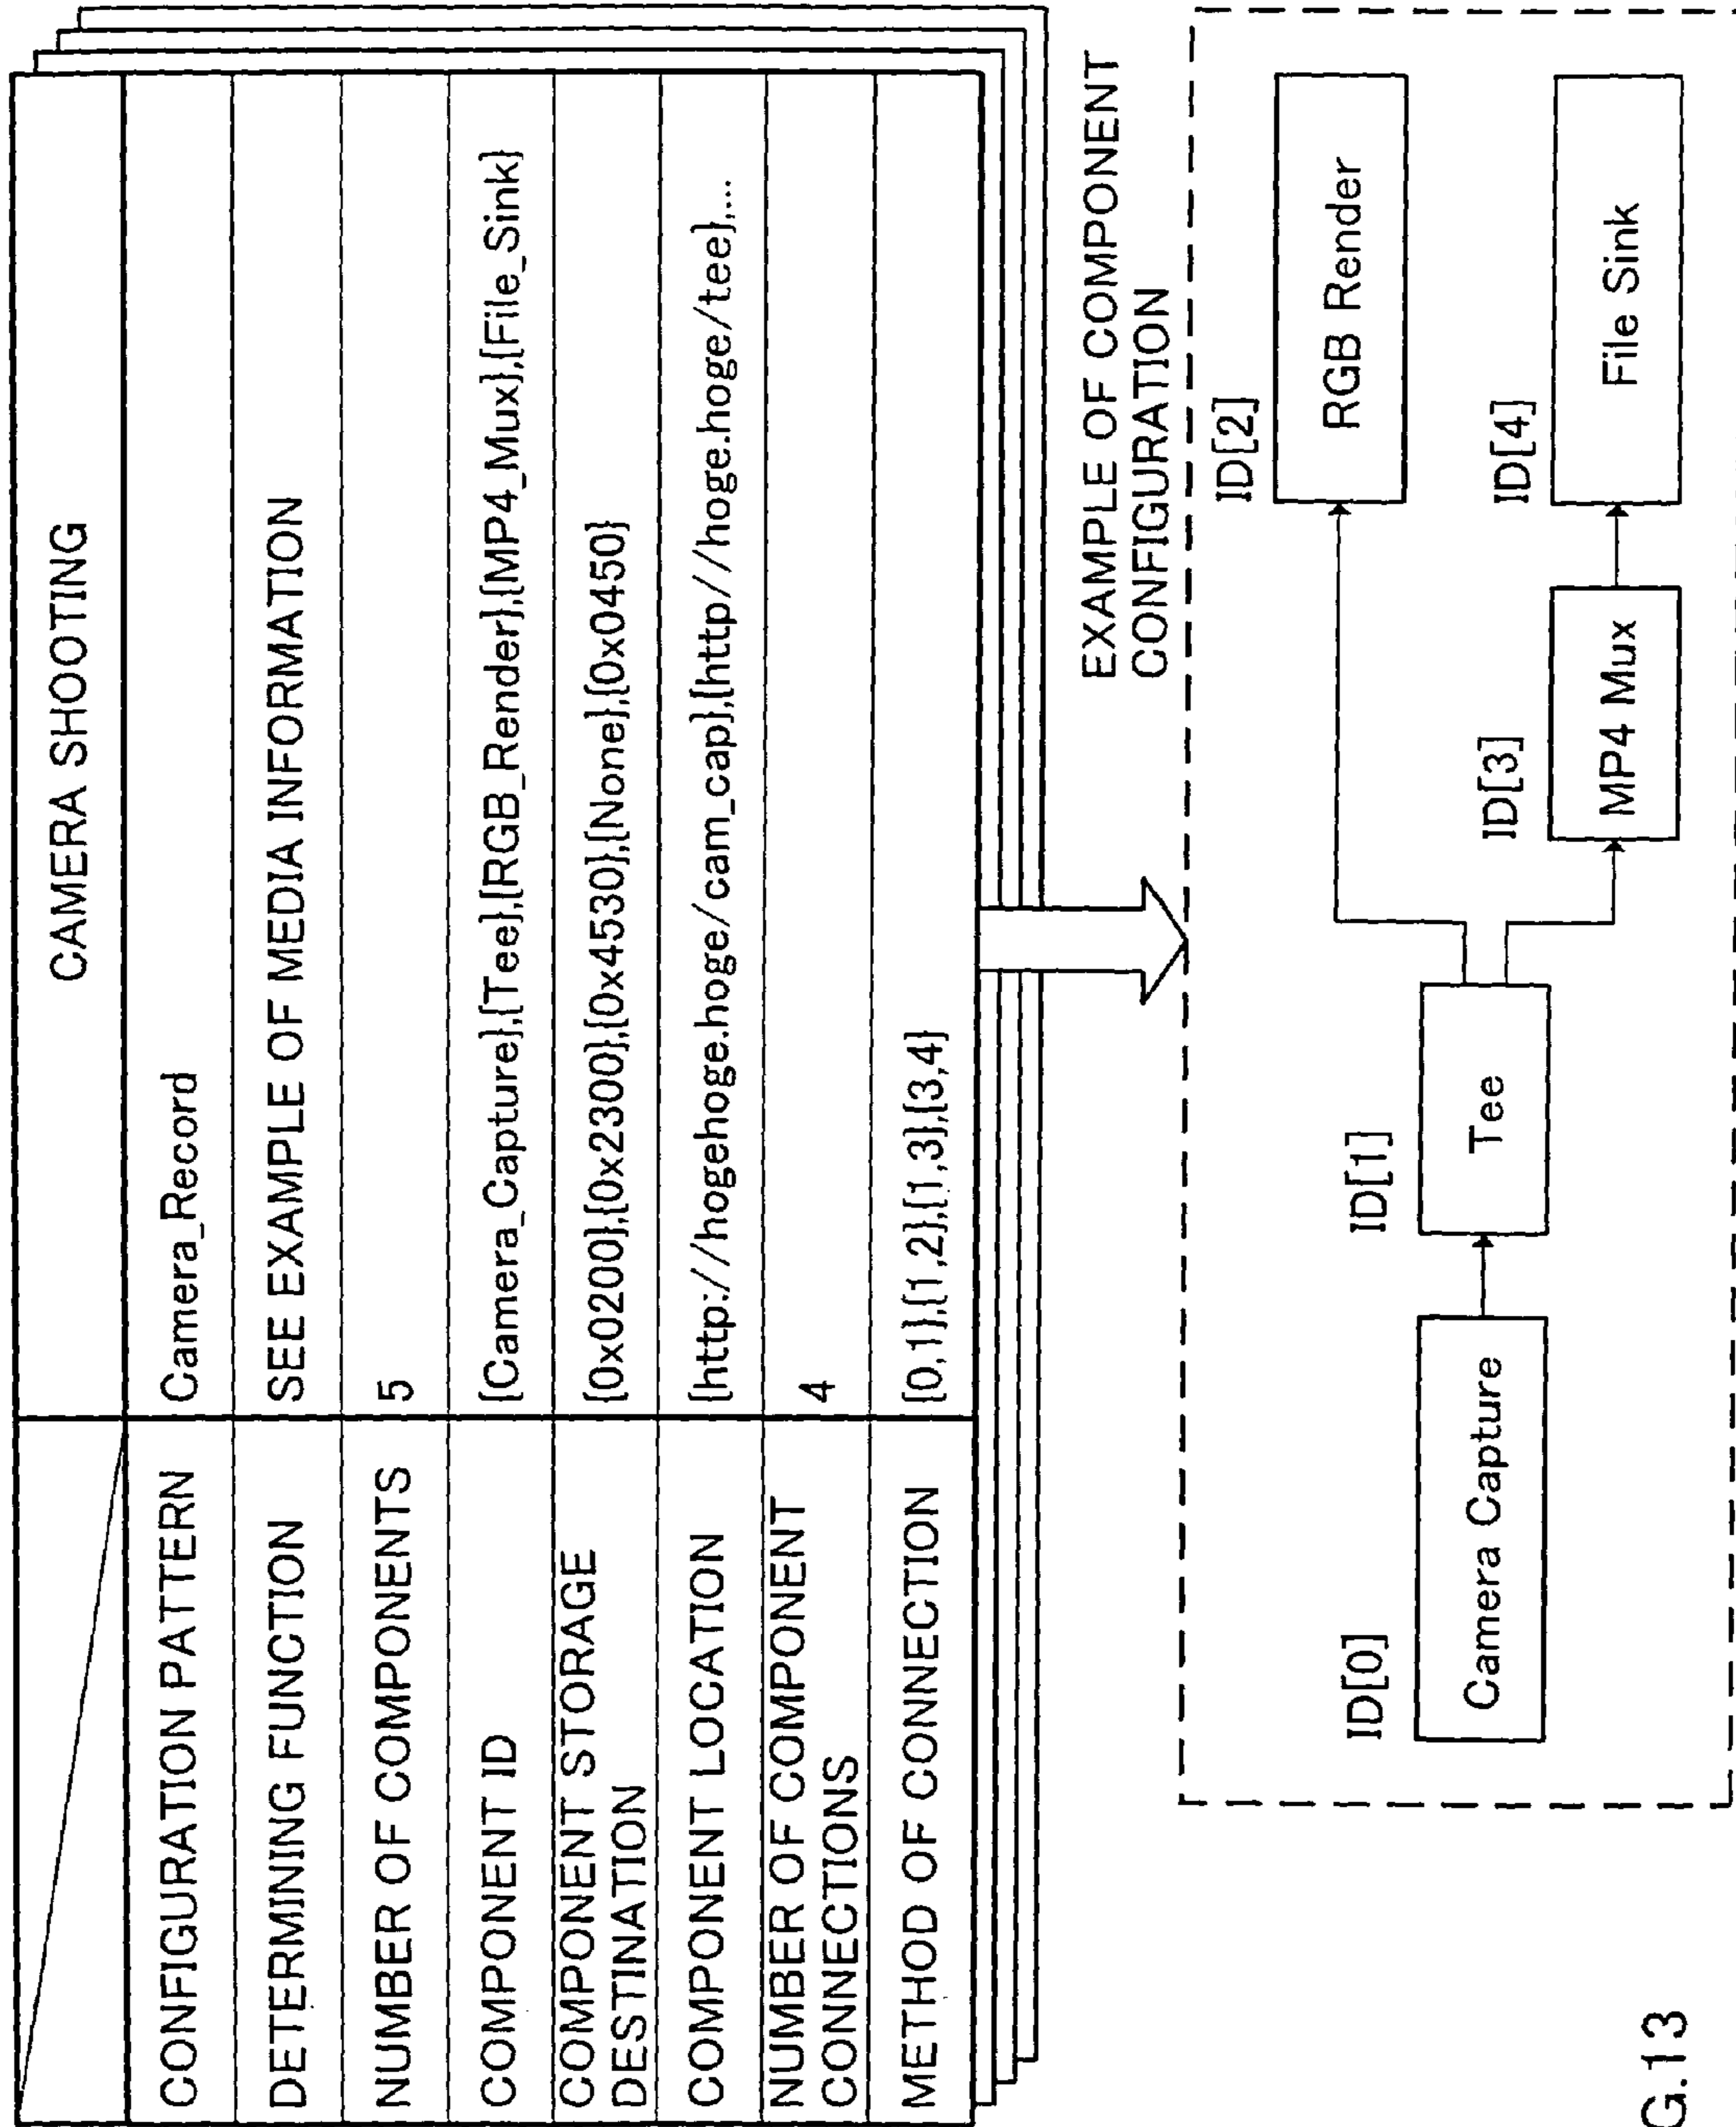 CAMERA SHOOTING
CONFIGURATION PATTERN
Camera_Record
DETERMINING FUNCTION
SEE EXAMPLE OF MEDIA INFORMATION
NUMBER OF COMPONENTS
5
COMPONENT ID
{Camera_Capture},{Tee},{RGB_Render},{MP4_Mux},{File_Sink}
COMPONENT STORAGE
DESTINATION
{0x0200},{0x2300},{0x4530},{None},{0x0450}
COMPONENT LOCATION
{http://hogehoge.hoge/cam_cap},{http//hoge.hoge/tee},...
NUMBER OF COMPONENT
CONNECTIONS
4
METHOD OF CONNECTION
{0,1},{1,2},{1,3},{3,4}
EXAMPLE OF COMPONENT
CONFIGURATION
ID[0]
Camera Capture
ID[1]
Tee
ID[2]
RGB Render
ID[3]
MP4 Mux
ID[4]
File Sink
G.13